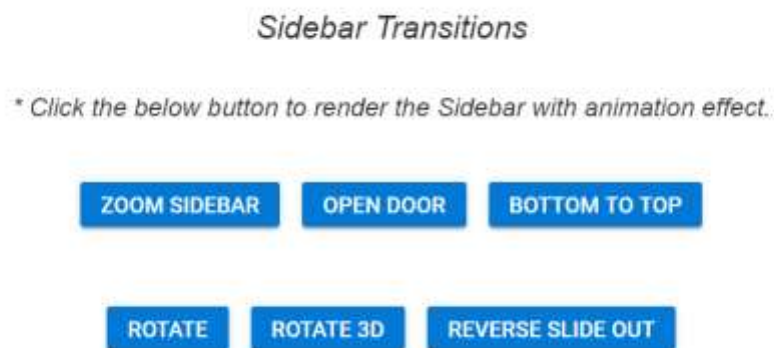 Sidebar Transitions
* Click the below button to render the Sidebar with animation effect.
ZOOM SIDEBAR OPEN DOOR BOTTOM TO TOP
ROTATE ROTATE 3D REVERSE SLIDE OUT